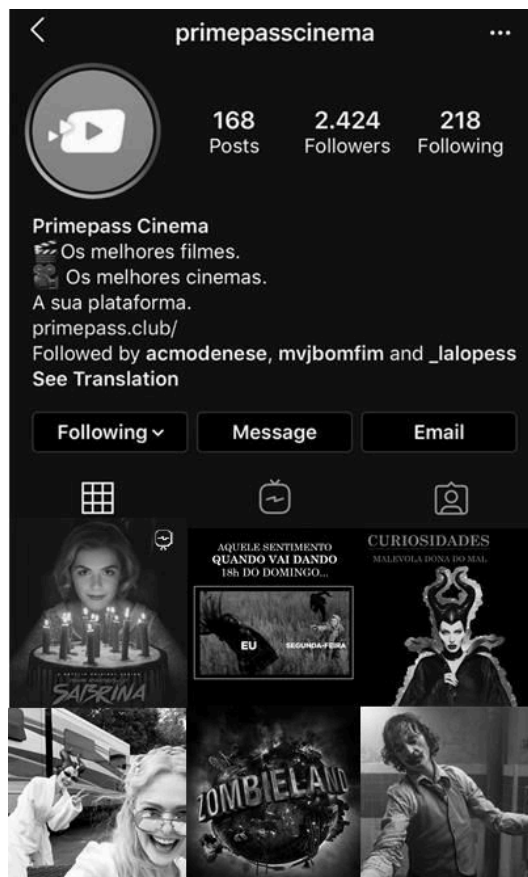 primepasscinema
168 2.424 218
Posts Followers Following
Primepass Cinema
Os melhores filmes.
Os melhores cinemas.
A sua plataforma.
primepass.club/
Followed by acmodenese, mvjbomfim and _lalopess
See Translation
Following Message Email
SABRINA
AQUELE SENTIMENTO
QUANDO VAI DANDO
18h DO DOMINGO...
EU SEGUNDA-FEIRA
CURIOSIDADES
MALEVOLA DONA DO MAL
ZOMBIELAND